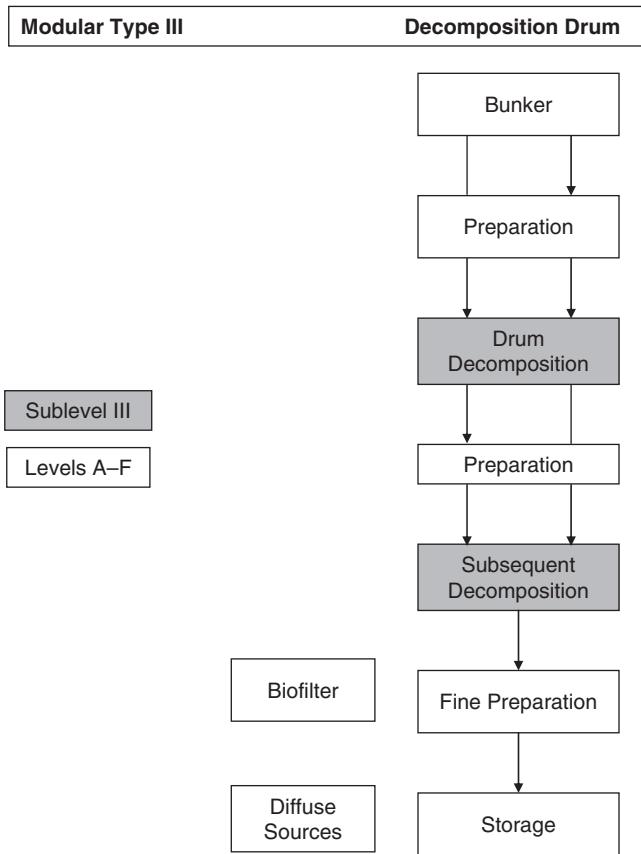 Modular Type III
Decomposition Drum
Bunker
Preparation
Drum
Decomposition
Sublevel III
Levels A–F
Preparation
Subsequent
Decomposition
Biofilter
Fine Preparation
Diffuse
Sources
Storage